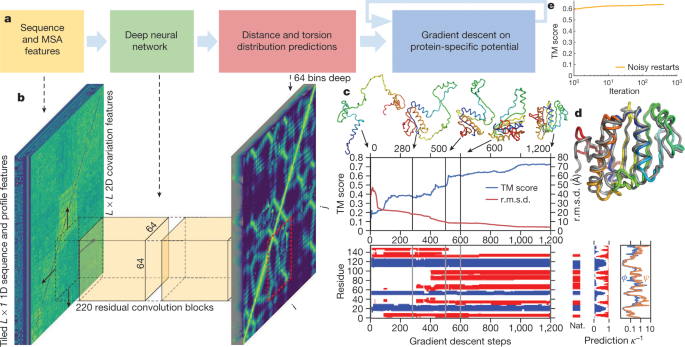 a
Sequence
and MSA
features
Deep neural
network
Distance and torsion
distribution predictions
Gradient descent on
protein-specific potential
64 bins deep
b
Tiled L × 1 1D sequence and profile features
L × L 2D covariation features
64
64
220 residual convolution blocks
j
i
c
0 280 500 600 1,200
TM score
0.8
0.7
0.6
0.5
0.4
0.3
0.2
0.1
0
TM score
r.m.s.d.
80
70
60
50
40
30
20
10
0
r.m.s.d. (Å)
Residue
140
120
100
80
60
40
20
0
0 200 400 600 800 1,000 1,200
Gradient descent steps
Nat.
0 1
0.1 1 10
Prediction κ⁻¹
φ
ψ
d
e
TM score
0.6
0.4
0.2
0
Noisy restarts
10⁰ 10¹ 10² 10³
Iteration